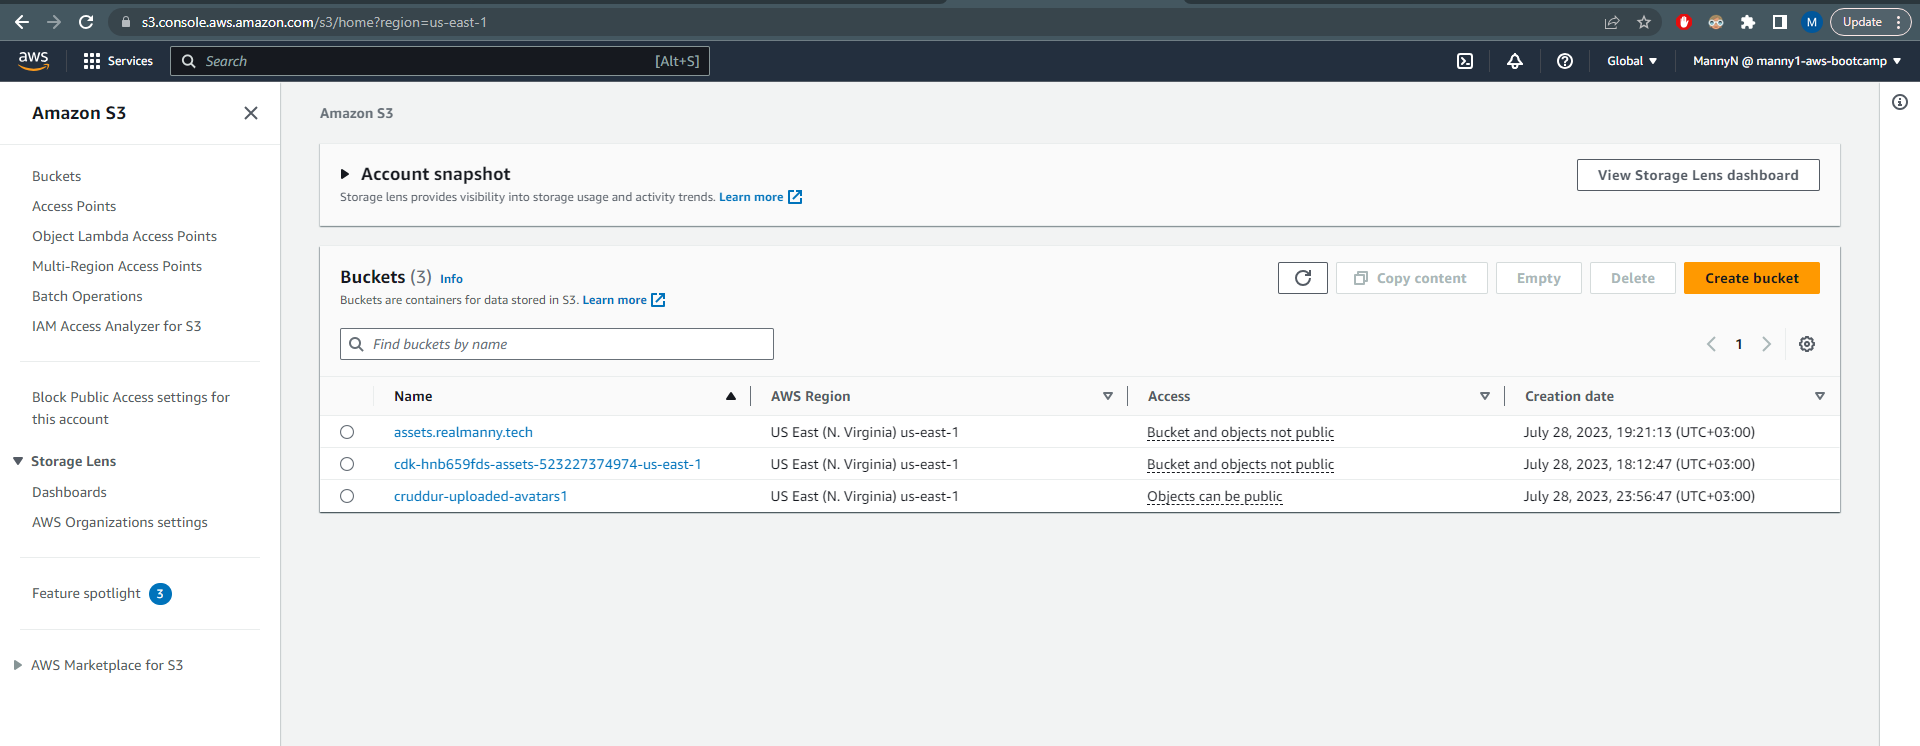 s3.console.aws.amazon.com/s3/home?region=us-east-1
M
Update
aws
Services
Search
[Alt+S]
Global
MannyN @ manny1-aws-bootcamp
Amazon S3
Buckets
Access Points
Object Lambda Access Points
Multi-Region Access Points
Batch Operations
IAM Access Analyzer for S3
Block Public Access settings for
this account
Storage Lens
Dashboards
AWS Organizations settings
Feature spotlight 3
AWS Marketplace for S3
Amazon S3
Account snapshot
Storage lens provides visibility into storage usage and activity trends. Learn more
View Storage Lens dashboard
Buckets (3) Info
Buckets are containers for data stored in S3. Learn more
Copy content
Empty
Delete
Create bucket
Find buckets by name
1
Name AWS Region Access Creation date
assets.realmanny.tech US East (N. Virginia) us-east-1 Bucket and objects not public July 28, 2023, 19:21:13 (UTC+03:00)
cdk-hnb659fds-assets-523227374974-us-east-1 US East (N. Virginia) us-east-1 Bucket and objects not public July 28, 2023, 18:12:47 (UTC+03:00)
cruddur-uploaded-avatars1 US East (N. Virginia) us-east-1 Objects can be public July 28, 2023, 23:56:47 (UTC+03:00)